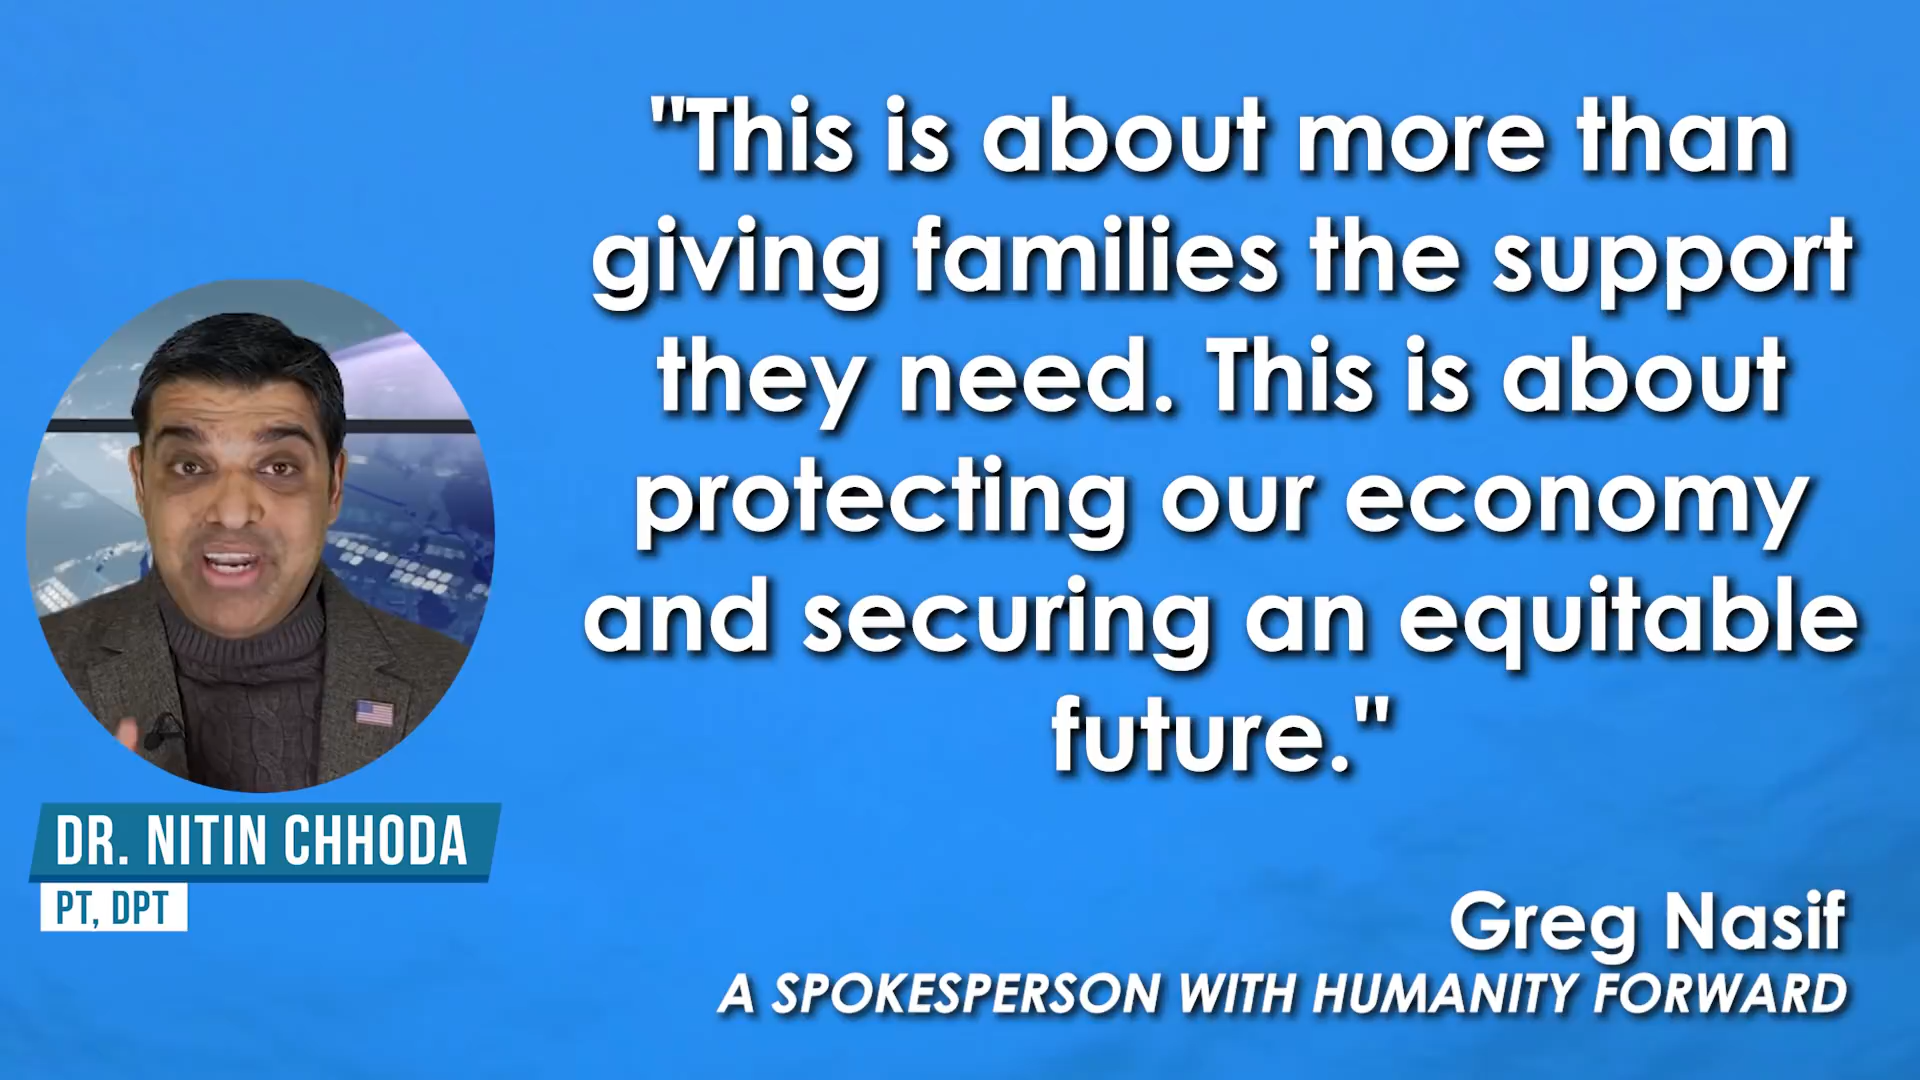 "This is about more than
giving families the support
they need. This is about
protecting our economy
and securing an equitable
future."
Greg Nasif
A SPOKESPERSON WITH HUMANITY FORWARD
DR. NITIN CHHODA
PT, DPT